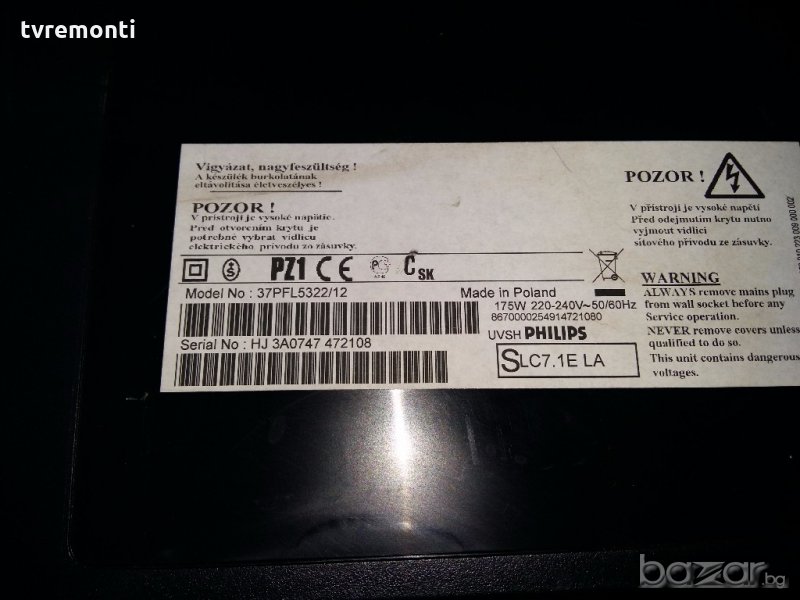 tvremonti
Vigyázat, nagyfeszültség !
A készülék burkolatának
eltavolitása életveszélyes !
POZOR !
V prístroji je vysoké napätie.
Pred otvorením krytu je
potrebné vybrat vidlicu
elektrického, prívodu zo zásuvky.
POZOR !
V přístroji je vysoké napětí
Před odejmutím krytu nutno
vyjmout vidlici
síťového přívodu ze zásuvky.
PZ1 CE C SK
Model No : 37PFL5322/12
Made in Poland
175W 220-240V~50/60Hz
8670000254914721080
Serial No : HJ 3A0747 472108
UVSH PHILIPS
SLC7.1E LA
WARNING
ALWAYS remove mains plug
from wall socket before any
Service operation.
NEVER remove covers unless
qualified to do so.
This unit contains dangerous
voltages.
bazar.bg